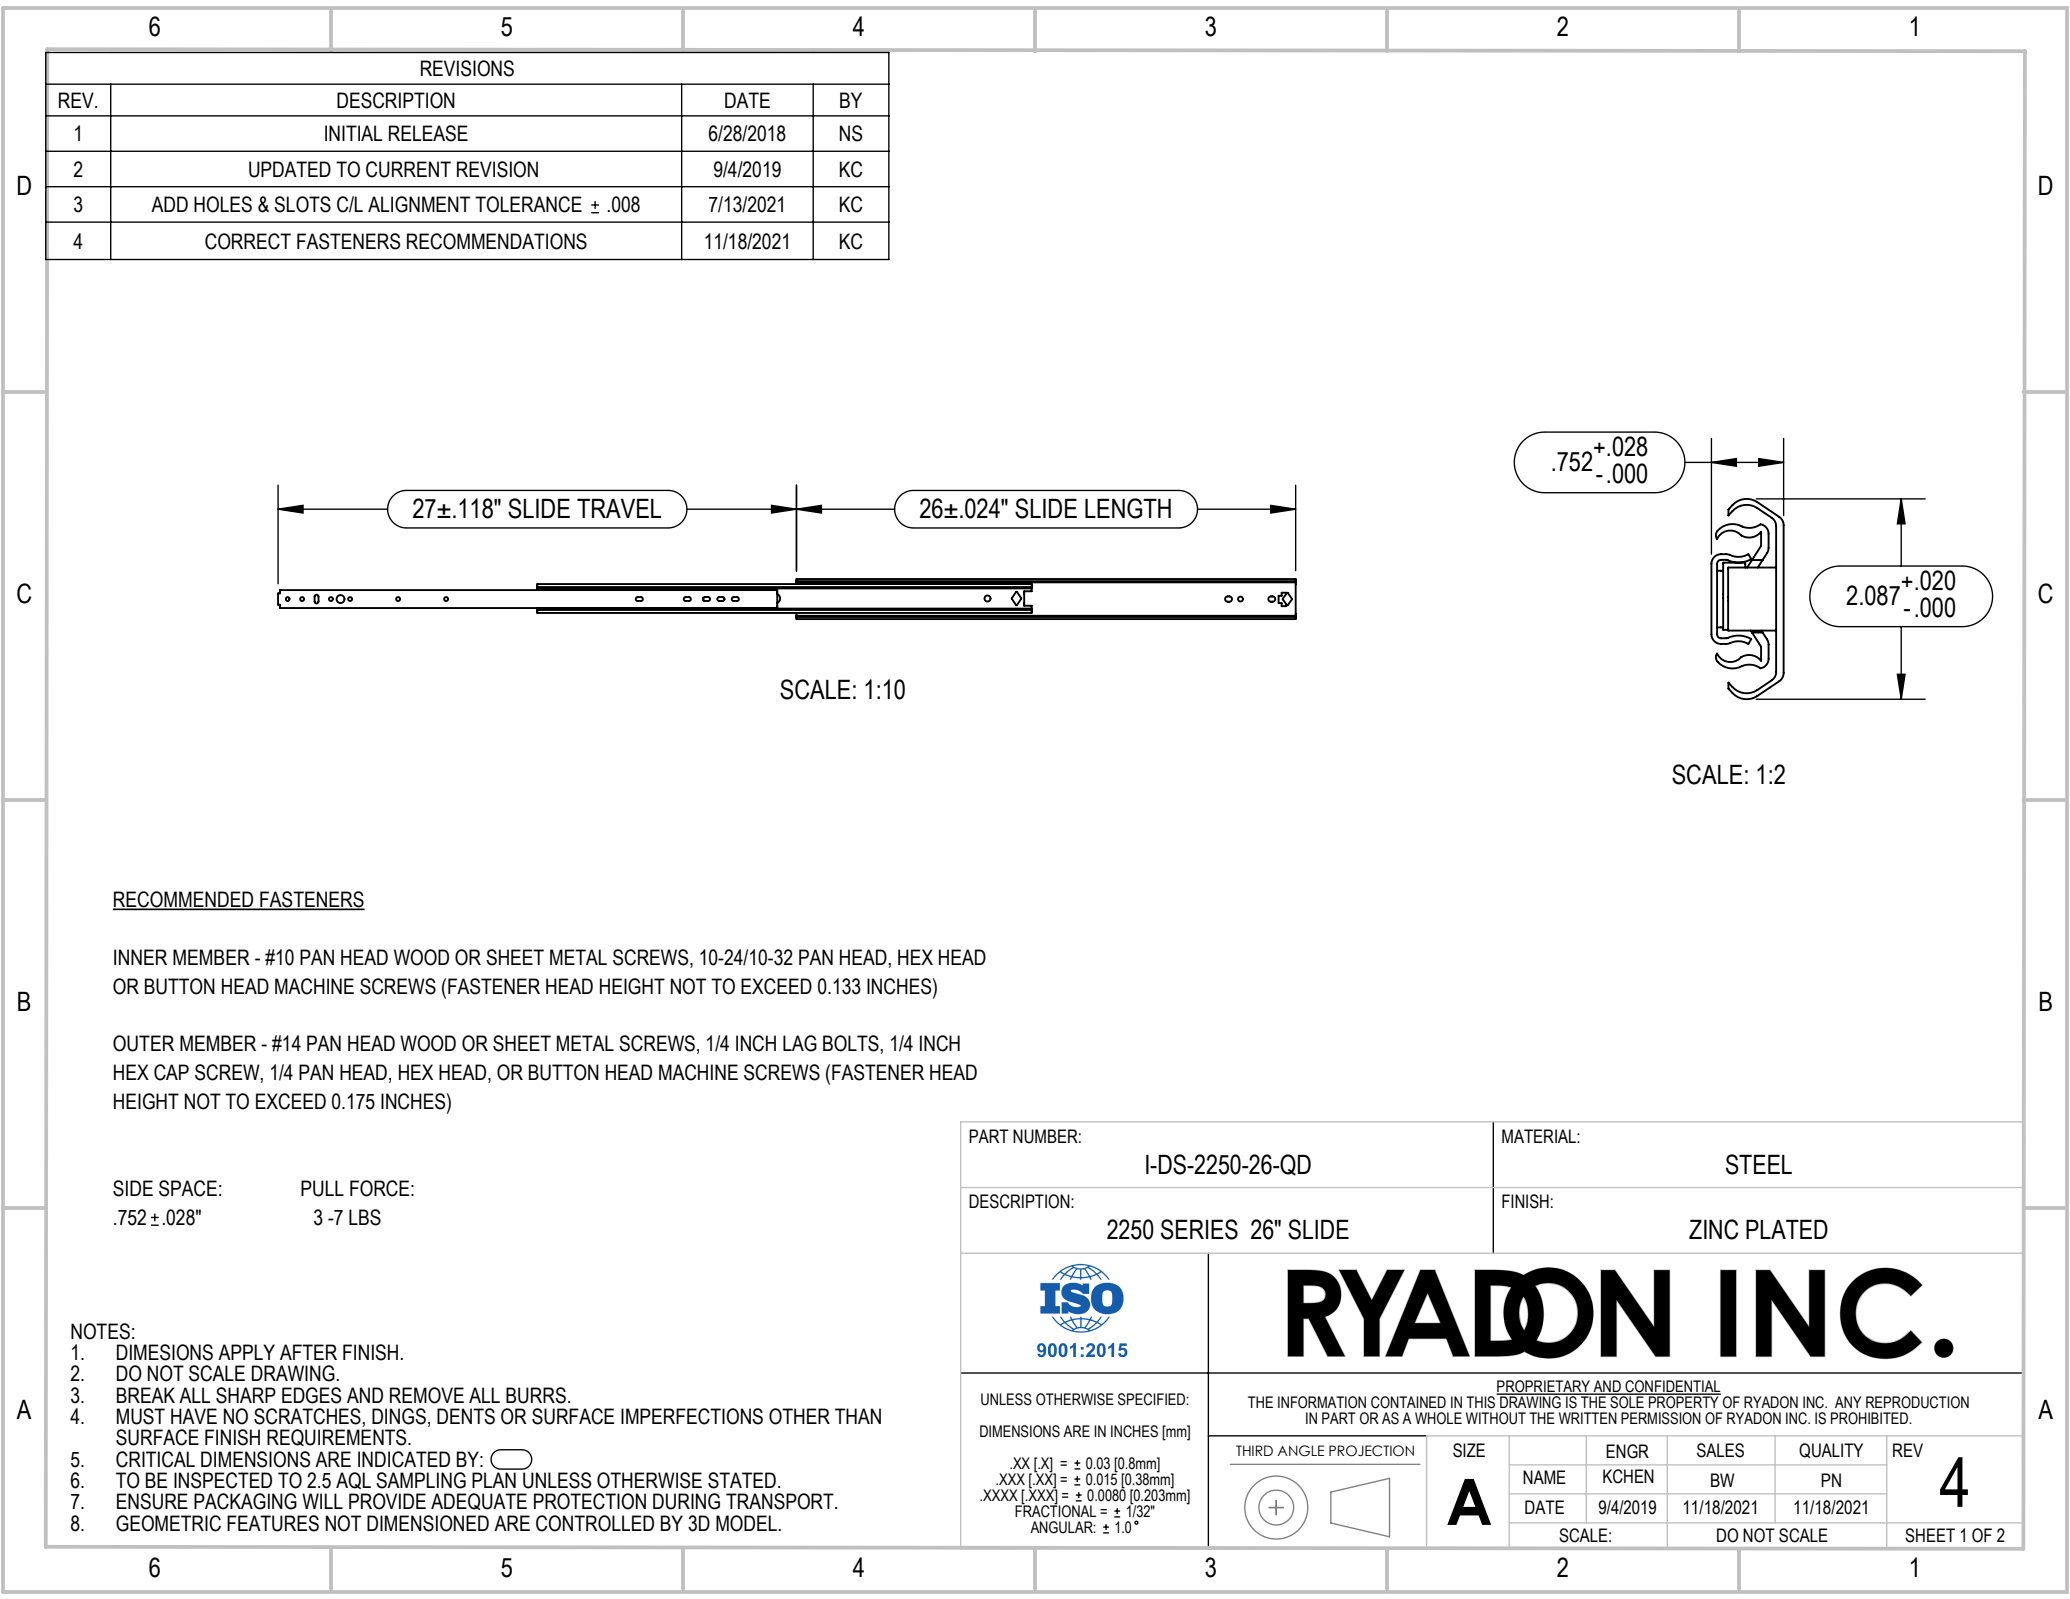 6 5 4 3 2 1
REVISIONS
REV. DESCRIPTION DATE BY
1 INITIAL RELEASE 6/28/2018 NS
2 UPDATED TO CURRENT REVISION 9/4/2019 KC
3 ADD HOLES & SLOTS C/L ALIGNMENT TOLERANCE ± .008 7/13/2021 KC
4 CORRECT FASTENERS RECOMMENDATIONS 11/18/2021 KC
D D
27±.118" SLIDE TRAVEL
26±.024" SLIDE LENGTH
.752 +.028
-.000
2.087 +.020
-.000
C C
SCALE: 1:10
SCALE: 1:2
RECOMMENDED FASTENERS
INNER MEMBER - #10 PAN HEAD WOOD OR SHEET METAL SCREWS, 10-24/10-32 PAN HEAD, HEX HEAD
OR BUTTON HEAD MACHINE SCREWS (FASTENER HEAD HEIGHT NOT TO EXCEED 0.133 INCHES)
B B
OUTER MEMBER - #14 PAN HEAD WOOD OR SHEET METAL SCREWS, 1/4 INCH LAG BOLTS, 1/4 INCH
HEX CAP SCREW, 1/4 PAN HEAD, HEX HEAD, OR BUTTON HEAD MACHINE SCREWS (FASTENER HEAD
HEIGHT NOT TO EXCEED 0.175 INCHES)
SIDE SPACE: PULL FORCE:
.752 ± .028" 3 -7 LBS
NOTES:
1. DIMESIONS APPLY AFTER FINISH.
2. DO NOT SCALE DRAWING.
3. BREAK ALL SHARP EDGES AND REMOVE ALL BURRS.
4. MUST HAVE NO SCRATCHES, DINGS, DENTS OR SURFACE IMPERFECTIONS OTHER THAN
SURFACE FINISH REQUIREMENTS.
5. CRITICAL DIMENSIONS ARE INDICATED BY:
6. TO BE INSPECTED TO 2.5 AQL SAMPLING PLAN UNLESS OTHERWISE STATED.
7. ENSURE PACKAGING WILL PROVIDE ADEQUATE PROTECTION DURING TRANSPORT.
8. GEOMETRIC FEATURES NOT DIMENSIONED ARE CONTROLLED BY 3D MODEL.
A A
PART NUMBER:
I-DS-2250-26-QD
MATERIAL:
STEEL
DESCRIPTION:
2250 SERIES 26" SLIDE
FINISH:
ZINC PLATED
ISO
9001:2015
RYADON INC.
UNLESS OTHERWISE SPECIFIED:
DIMENSIONS ARE IN INCHES [mm]
.XX [.X] = ± 0.03 [0.8mm]
.XXX [.XX] = ± 0.015 [0.38mm]
.XXXX [.XXX] = ± 0.0080 [0.203mm]
FRACTIONAL = ± 1/32"
ANGULAR: ± 1.0°
PROPRIETARY AND CONFIDENTIAL
THE INFORMATION CONTAINED IN THIS DRAWING IS THE SOLE PROPERTY OF RYADON INC. ANY REPRODUCTION
IN PART OR AS A WHOLE WITHOUT THE WRITTEN PERMISSION OF RYADON INC. IS PROHIBITED.
THIRD ANGLE PROJECTION
SIZE
A
ENGR SALES QUALITY
NAME KCHEN BW PN
DATE 9/4/2019 11/18/2021 11/18/2021
REV
4
SCALE: DO NOT SCALE SHEET 1 OF 2
6 5 4 3 2 1